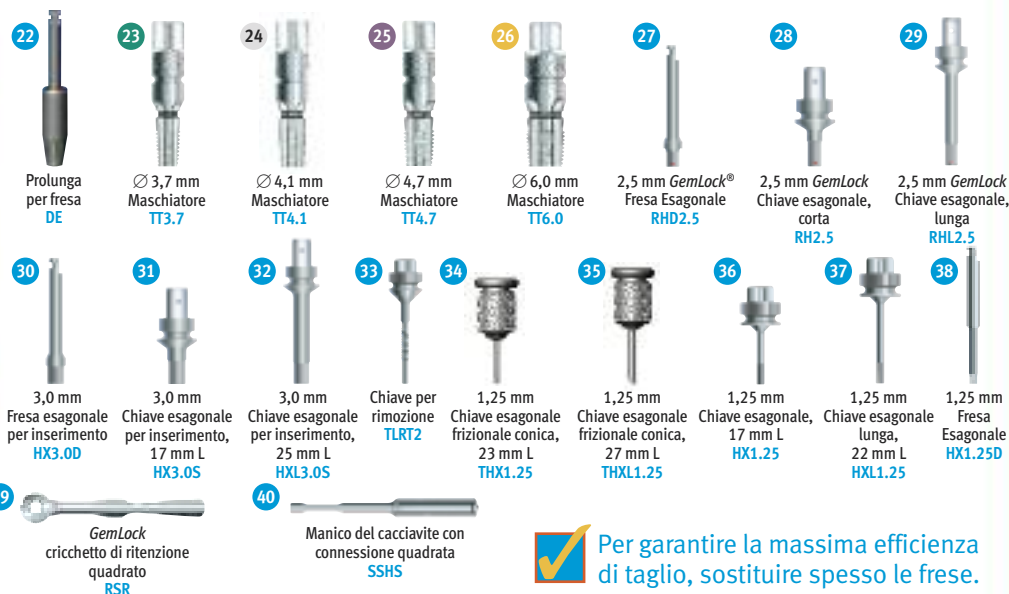 22
23
24
25
26
27
28
29
Prolunga
per fresa
DE
∅ 3,7 mm
Maschiatore
TT3.7
∅ 4,1 mm
Maschiatore
TT4.1
∅ 4,7 mm
Maschiatore
TT4.7
∅ 6,0 mm
Maschiatore
TT6.0
2,5 mm GemLock®
Fresa Esagonale
RHD2.5
2,5 mm GemLock
Chiave esagonale,
corta
RH2.5
2,5 mm GemLock
Chiave esagonale,
lunga
RHL2.5
30
31
32
33
34
35
36
37
38
3,0 mm
Fresa esagonale
per inserimento
HX3.0D
3,0 mm
Chiave esagonale
per inserimento,
17 mm L
HX3.0S
3,0 mm
Chiave esagonale
per inserimento,
25 mm L
HXL3.0S
Chiave per
rimozione
TLRT2
1,25 mm
Chiave esagonale
frizionale conica,
23 mm L
THX1.25
1,25 mm
Chiave esagonale
frizionale conica,
27 mm L
THXL1.25
1,25 mm
Chiave esagonale,
17 mm L
HX1.25
1,25 mm
Chiave esagonale
lunga,
22 mm L
HXL1.25
1,25 mm
Fresa
Esagonale
HX1.25D
9
40
GemLock
cricchetto di ritenzione
quadrato
RSR
Manico del cacciavite con
connessione quadrata
SSHS
Per garantire la massima efficienza
di taglio, sostituire spesso le frese.